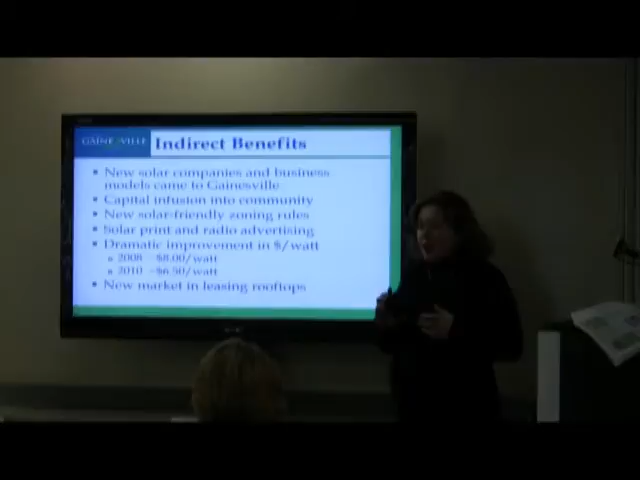 GAINESVILLE
Indirect Benefits
▪ New solar companies and business
models came to Gainesville
▪ Capital infusion into community
▪ New solar-friendly zoning rules
▪ Solar print and radio advertising
▪ Dramatic improvement in $/watt
▫ 2008 ~$8.00/watt
▫ 2010 ~$6.50/watt
▪ New market in leasing rooftops